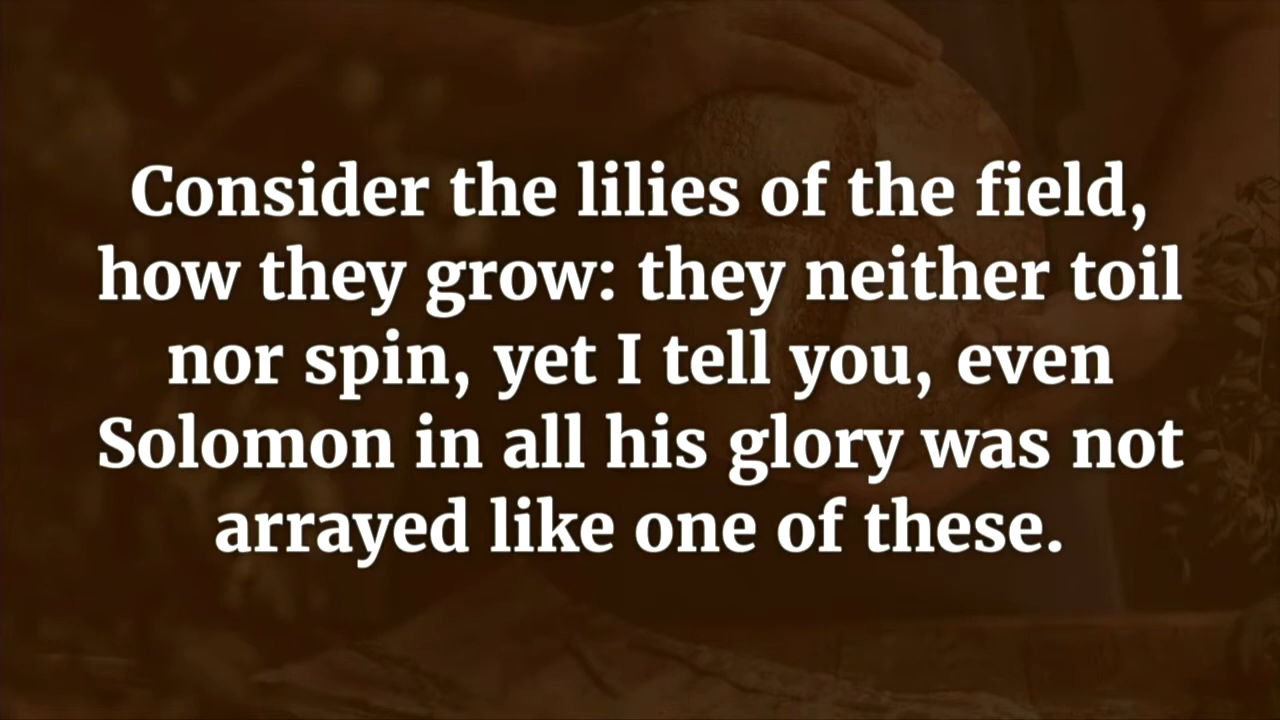 Consider the lilies of the field,
how they grow: they neither toil
nor spin, yet I tell you, even
Solomon in all his glory was not
arrayed like one of these.